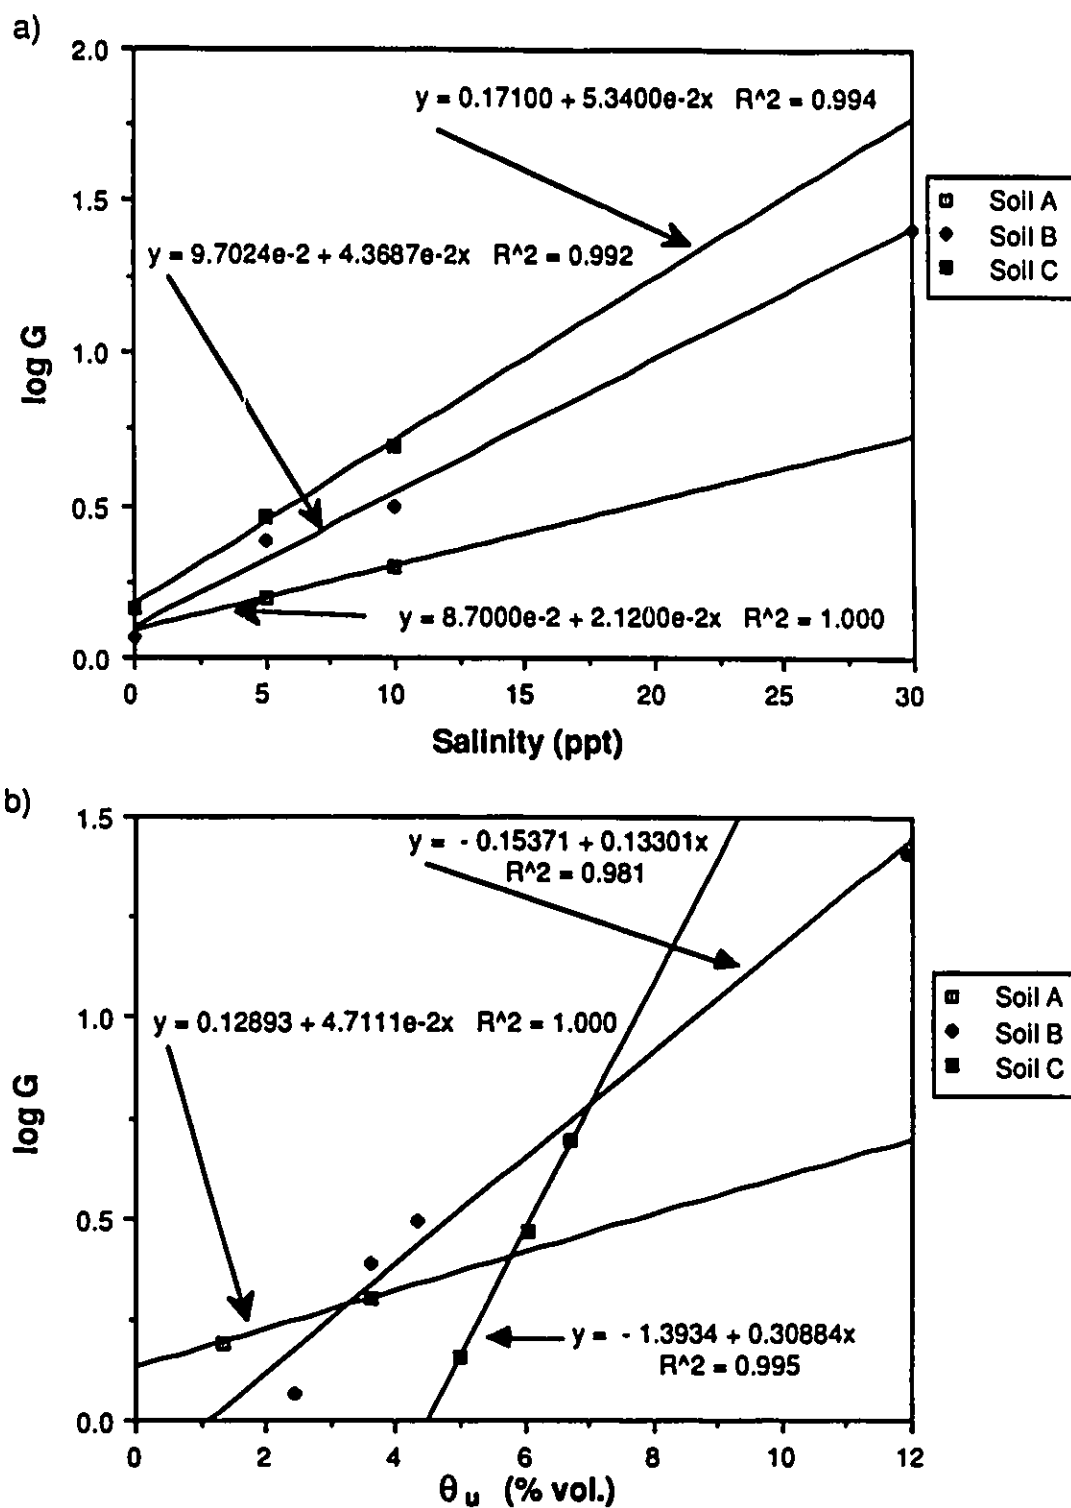 a)
2.0
1.5
1.0
0.5
0.0
log G
y = 0.17100 + 5.3400e-2x R^2 = 0.994
y = 9.7024e-2 + 4.3687e-2x R^2 = 0.992
y = 8.7000e-2 + 2.1200e-2x R^2 = 1.000
0 5 10 15 20 25 30
Salinity (ppt)
Soil A
Soil B
Soil C
b)
1.5
1.0
0.5
0.0
log G
y = - 0.15371 + 0.13301x
R^2 = 0.981
y = 0.12893 + 4.7111e-2x R^2 = 1.000
y = - 1.3934 + 0.30884x
R^2 = 0.995
0 2 4 6 8 10 12
θu (% vol.)
Soil A
Soil B
Soil C